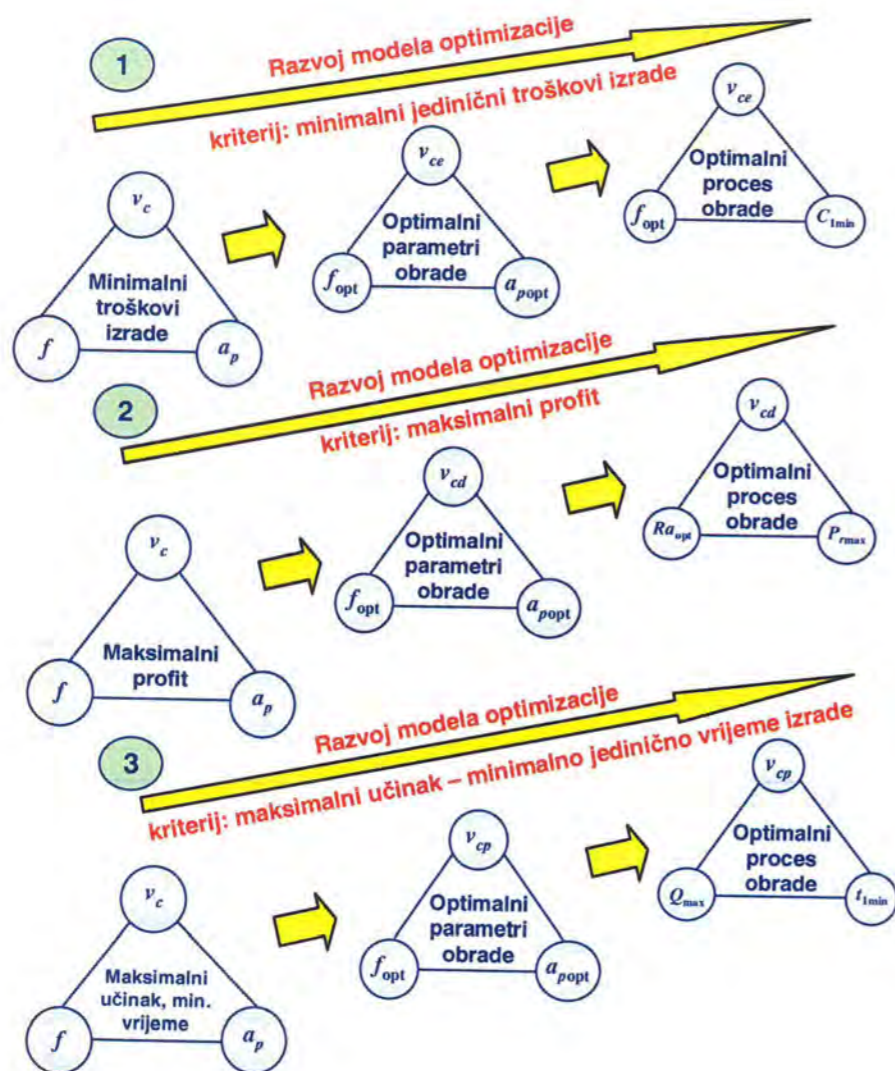 1
Razvoj modela optimizacije
kriterij: minimalni jedinični troškovi izrade
v_c
Minimalni
troškovi
izrade
f
a_p
v_ce
Optimalni
parametri
obrade
f_opt
a_popt
v_ce
Optimalni
proces
obrade
f_opt
C_1min
2
Razvoj modela optimizacije
kriterij: maksimalni profit
v_c
Maksimalni
profit
f
a_p
v_cd
Optimalni
parametri
obrade
f_opt
a_popt
v_cd
Optimalni
proces
obrade
Ra_opt
P_rmax
3
Razvoj modela optimizacije
kriterij: maksimalni učinak – minimalno jedinično vrijeme izrade
v_c
Maksimalni
učinak, min.
vrijeme
f
a_p
v_cp
Optimalni
parametri
obrade
f_opt
a_popt
v_cp
Optimalni
proces
obrade
Q_max
t_1min